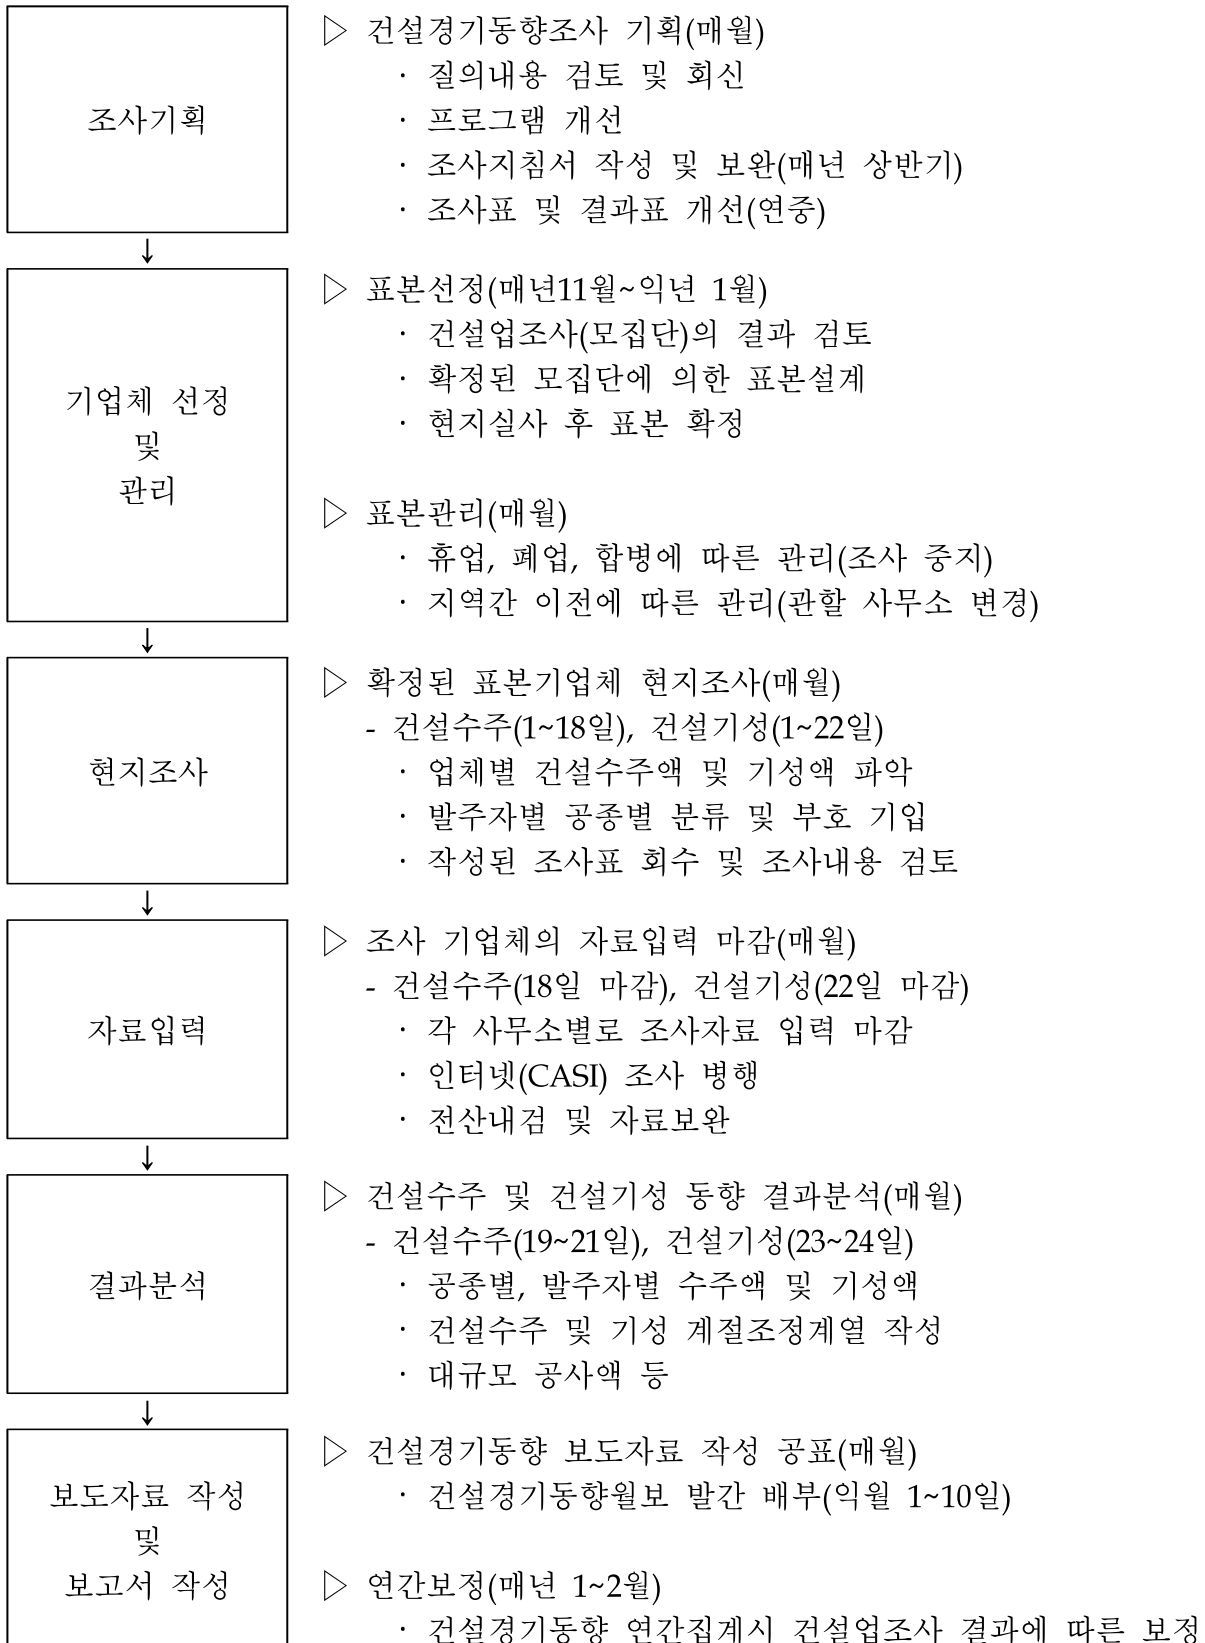 조사기획
▷ 건설경기동향조사 기획(매월)
· 질의내용 검토 및 회신
· 프로그램 개선
· 조사지침서 작성 및 보완(매년 상반기)
· 조사표 및 결과표 개선(연중)
↓
기업체 선정
및
관리
▷ 표본선정(매년11월~익년 1월)
· 건설업조사(모집단)의 결과 검토
· 확정된 모집단에 의한 표본설계
· 현지실사 후 표본 확정
▷ 표본관리(매월)
· 휴업, 폐업, 합병에 따른 관리(조사 중지)
· 지역간 이전에 따른 관리(관할 사무소 변경)
↓
현지조사
▷ 확정된 표본기업체 현지조사(매월)
- 건설수주(1~18일), 건설기성(1~22일)
· 업체별 건설수주액 및 기성액 파악
· 발주자별 공종별 분류 및 부호 기입
· 작성된 조사표 회수 및 조사내용 검토
↓
자료입력
▷ 조사 기업체의 자료입력 마감(매월)
- 건설수주(18일 마감), 건설기성(22일 마감)
· 각 사무소별로 조사자료 입력 마감
· 인터넷(CASI) 조사 병행
· 전산내검 및 자료보완
↓
결과분석
▷ 건설수주 및 건설기성 동향 결과분석(매월)
- 건설수주(19~21일), 건설기성(23~24일)
· 공종별, 발주자별 수주액 및 기성액
· 건설수주 및 기성 계절조정계열 작성
· 대규모 공사액 등
↓
보도자료 작성
및
보고서 작성
▷ 건설경기동향 보도자료 작성 공표(매월)
· 건설경기동향월보 발간 배부(익월 1~10일)
▷ 연간보정(매년 1~2월)
· 건설경기동향 연간집계시 건설업조사 결과에 따른 보정